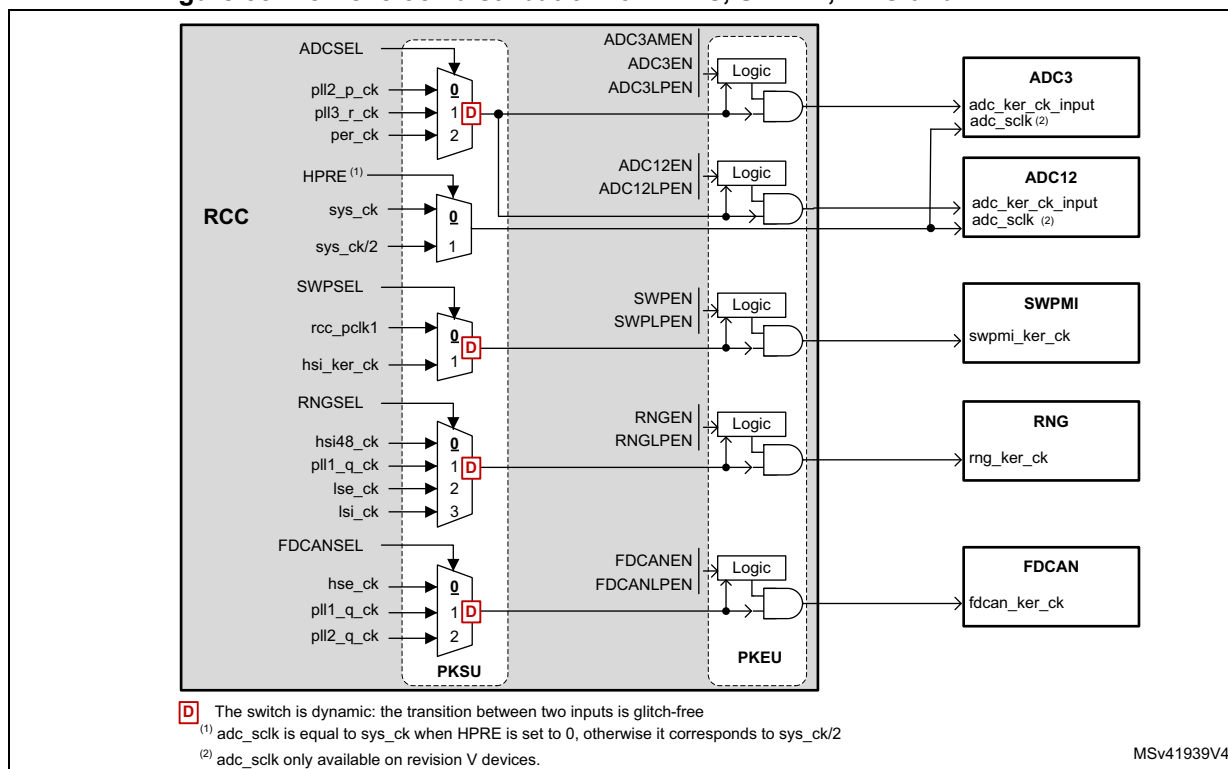 RCC
ADCSEL
pll2_p_ck
pll3_r_ck
per_ck
0
1
2
D
HPRE (1)
sys_ck
sys_ck/2
0
1
SWPSEL
rcc_pclk1
hsi_ker_ck
0
1
D
RNGSEL
hsi48_ck
pll1_q_ck
lse_ck
lsi_ck
0
1
2
3
D
FDCANSEL
hse_ck
pll1_q_ck
pll2_q_ck
0
1
2
D
PKSU
ADC3AMEN
ADC3EN
ADC3LPEN
Logic
ADC12EN
ADC12LPEN
Logic
SWPEN
SWPLPEN
Logic
RNGEN
RNGLPEN
Logic
FDCANEN
FDCANLPEN
Logic
PKEU
ADC3
adc_ker_ck_input
adc_sclk (2)
ADC12
adc_ker_ck_input
adc_sclk (2)
SWPMI
swpmi_ker_ck
RNG
rng_ker_ck
FDCAN
fdcan_ker_ck
D The switch is dynamic: the transition between two inputs is glitch-free
(1) adc_sclk is equal to sys_ck when HPRE is set to 0, otherwise it corresponds to sys_ck/2
(2) adc_sclk only available on revision V devices.
MSv41939V4